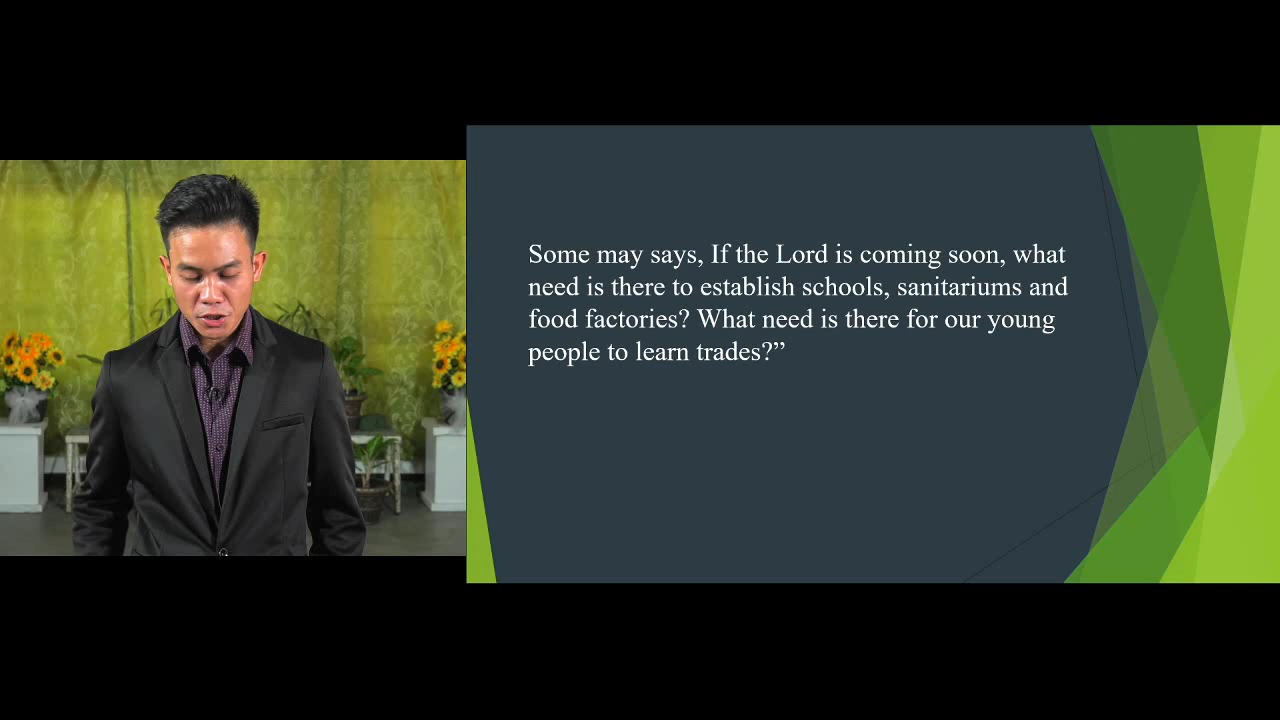 Some may says, If the Lord is coming soon, what
need is there to establish schools, sanitariums and
food factories? What need is there for our young
people to learn trades?”